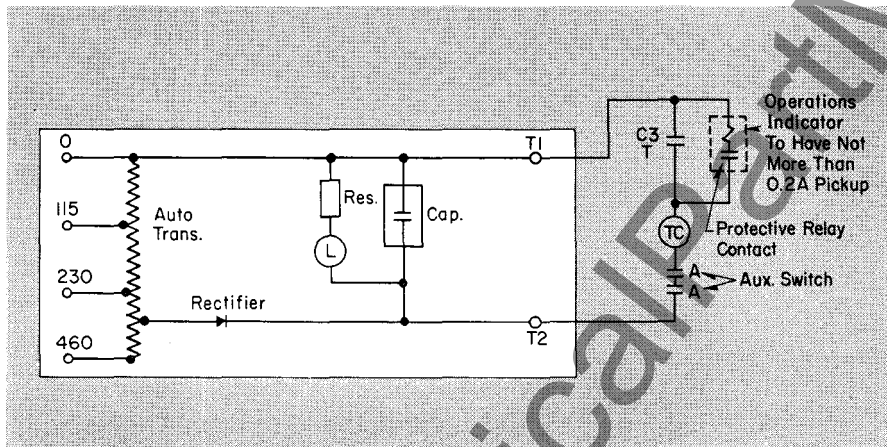 0
115
230
460
Auto
Trans.
Rectifier
Res.
L
Cap.
T1
T2
C3
T
TC
A
A
Operations
Indicator
To Have Not
More Than
0.2A Pickup
Protective Relay
Contact
Aux. Switch